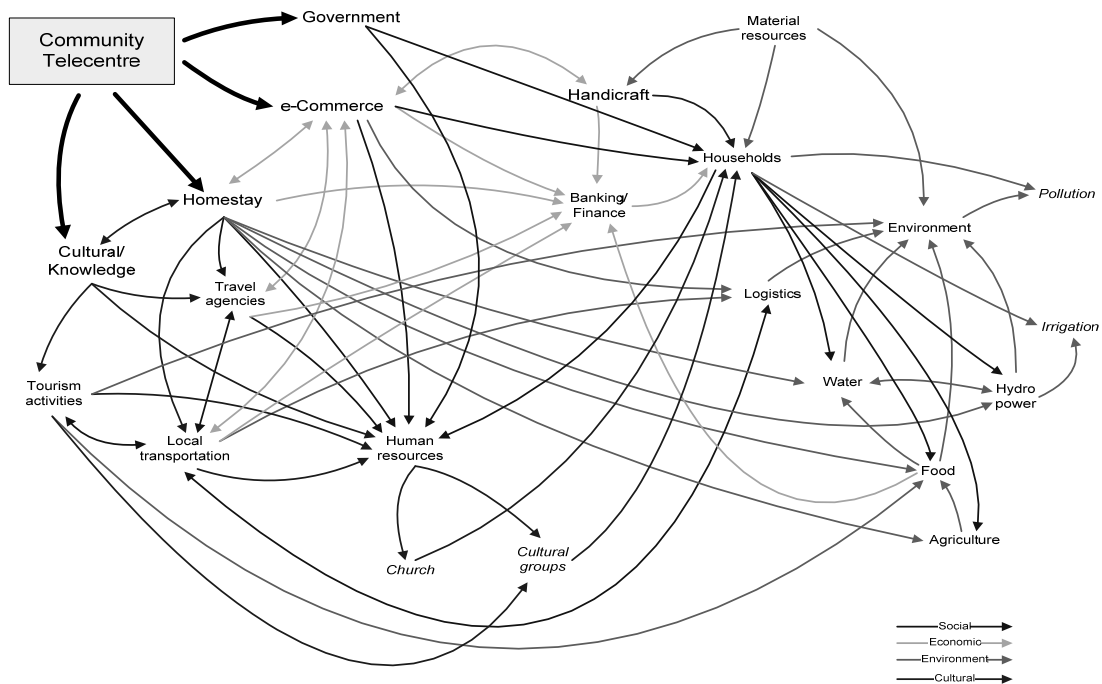 Government
Material
resources
Community
Telecentre
Handicraft
e-Commerce
Households
Pollution
Homestay
Banking/
Finance
Environment
Cultural/
Knowledge
Travel
agencies
Logistics
Irrigation
Tourism
activities
Water
Hydro
power
Local
transportation
Human
resources
Food
Agriculture
Church
Cultural
groups
Social
Economic
Environment
Cultural